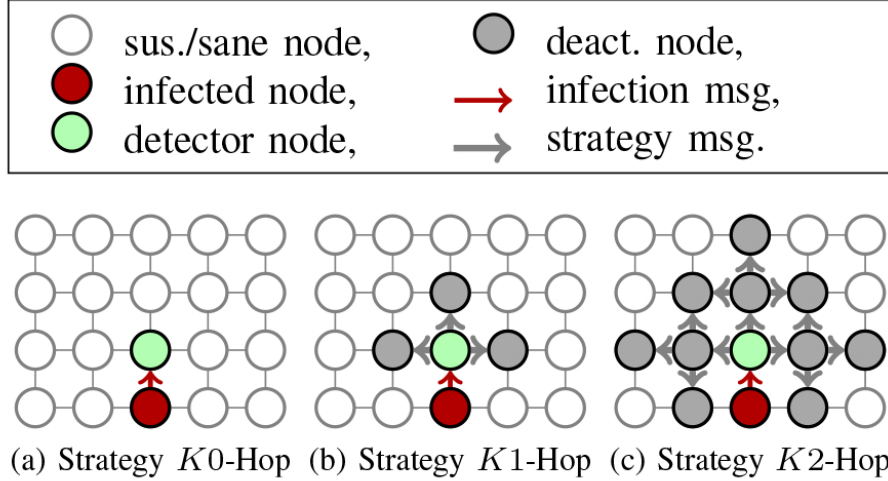 sus./sane node,
deact. node,
infected node,
infection msg,
detector node,
strategy msg.
(a) Strategy K0-Hop
(b) Strategy K1-Hop
(c) Strategy K2-Hop